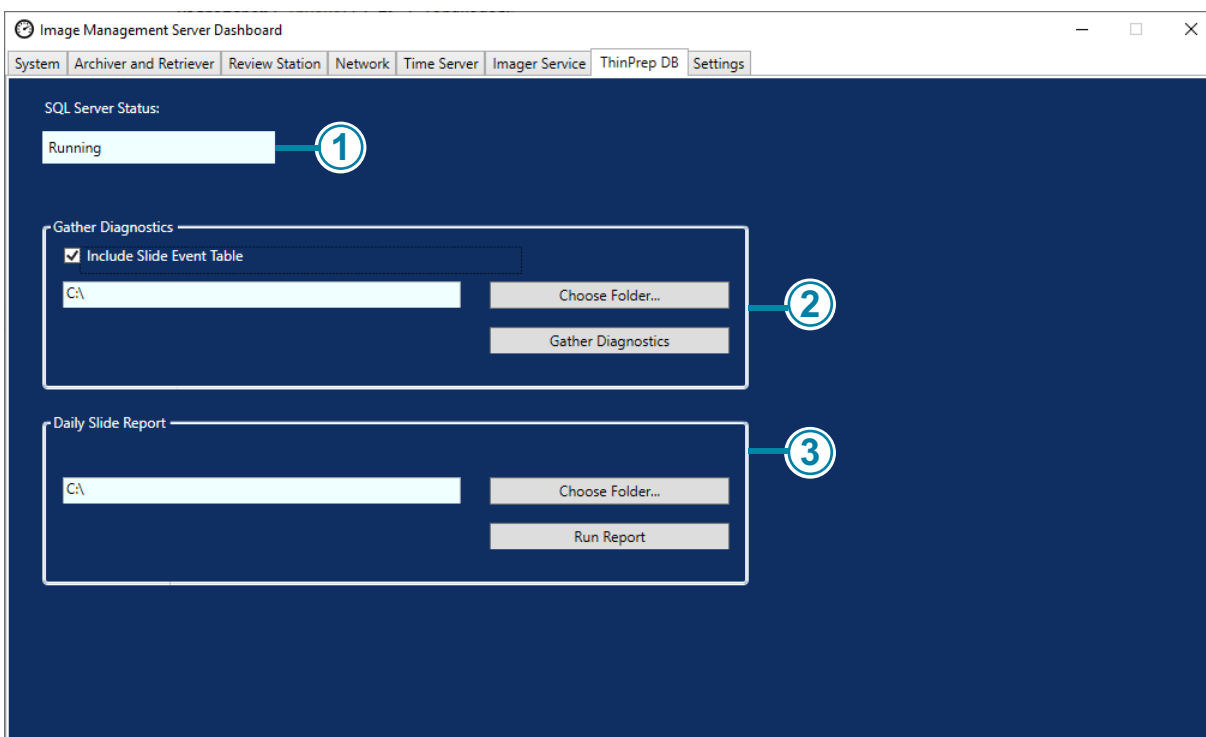 Image Management Server Dashboard
System Archiver and Retriever Review Station Network Time Server Imager Service ThinPrep DB Settings
SQL Server Status:
Running
1
Gather Diagnostics
Include Slide Event Table
C:\ Choose Folder...
2
Gather Diagnostics
Daily Slide Report
3
C:\ Choose Folder...
Run Report